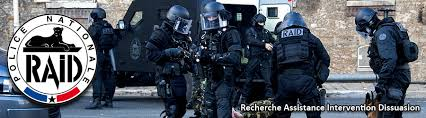 POLICE NATIONALE
RAID
RAID
Recherche Assistance Intervention Dissuasion